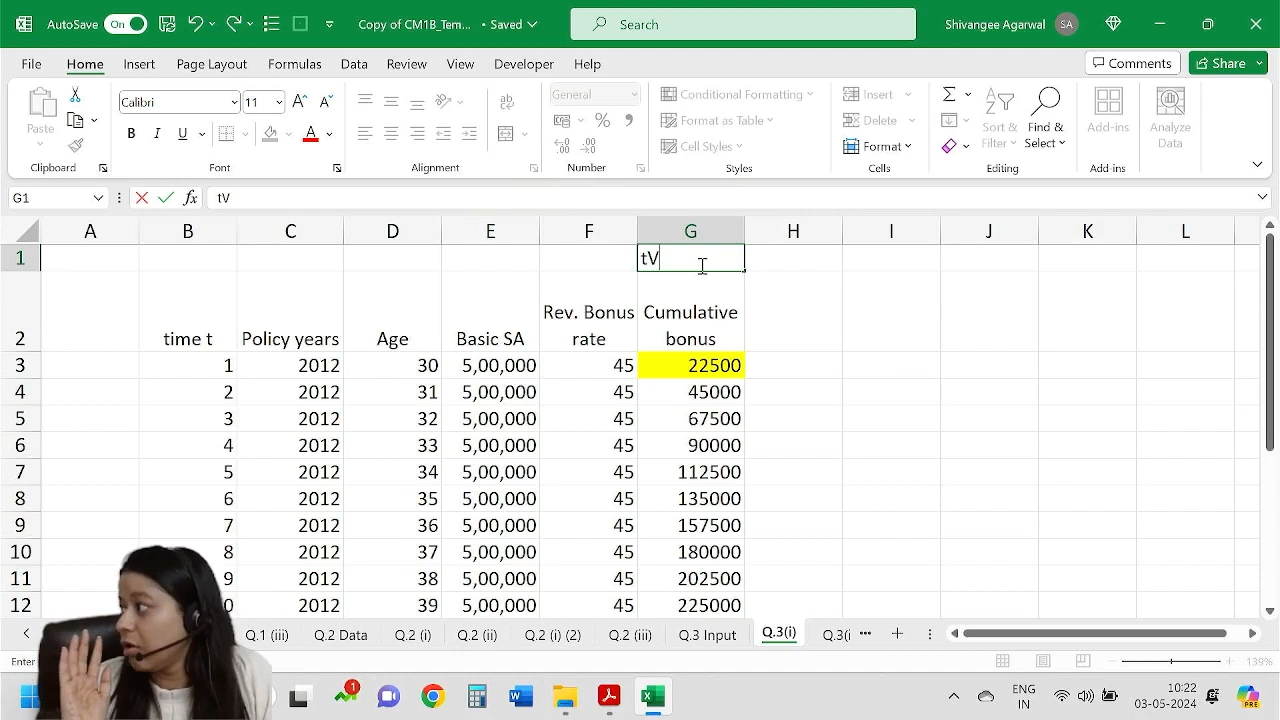 AutoSave On Copy of CM1B_Tem... • Saved Search Shivangee Agarwal SA
File Home Insert Page Layout Formulas Data Review View Developer Help Comments Share
Paste
Clipboard
Calibri 11
B I U
Font
ab
Alignment
General
% 9
Number
Conditional Formatting
Format as Table
Cell Styles
Styles
Insert
Delete
Format
Cells
Sort & Filter
Find & Select
Editing
Add-ins
Add-ins
Analyze Data
G1 fx tV
A B C D E F G H I J K L
1 tV
2 time t Policy years Age Basic SA Rev. Bonus rate Cumulative bonus
3 1 2012 30 5,00,000 45 22500
4 2 2012 31 5,00,000 45 45000
5 3 2012 32 5,00,000 45 67500
6 4 2012 33 5,00,000 45 90000
7 5 2012 34 5,00,000 45 112500
8 6 2012 35 5,00,000 45 135000
9 7 2012 36 5,00,000 45 157500
10 8 2012 37 5,00,000 45 180000
11 9 2012 38 5,00,000 45 202500
12 0 2012 39 5,00,000 45 225000
Q.1 (iii) Q.2 Data Q.2 (i) Q.2 (ii) Q.2 (i) (2) Q.2 (iii) Q.3 Input Q.3(i) Q.3(i ...
Enter 139%
1 ENG IN 10:22 03-05-2024 PRE